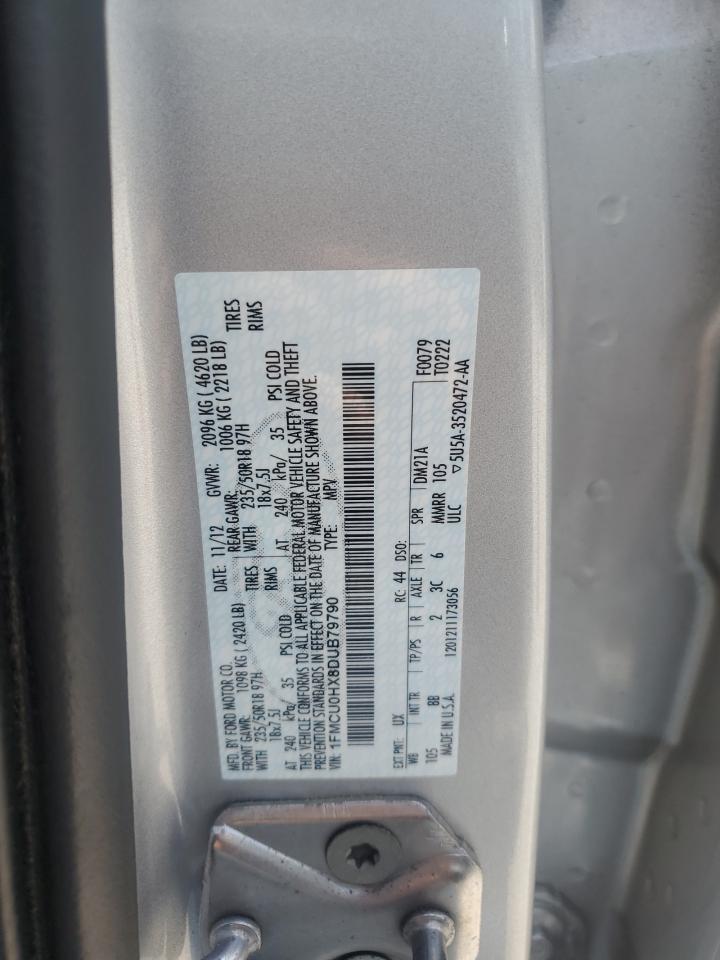 MFD. BY FORD MOTOR CO. DATE: 11/12 GVWR: 2096 KG ( 4620 LB)
FRONT GAWR: 1098 KG ( 2420 LB) REAR GAWR: 1006 KG ( 2218 LB)
WITH 235/50R18 97H TIRES WITH 235/50R18 97H TIRES
18x7.5J RIMS 18x7.5J RIMS
AT 240 kPa/ 35 PSI COLD AT 240 kPa/ 35 PSI COLD
THIS VEHICLE CONFORMS TO ALL APPLICABLE FEDERAL MOTOR VEHICLE SAFETY AND THEFT
PREVENTION STANDARDS IN EFFECT ON THE DATE OF MANUFACTURE SHOWN ABOVE.
VIN: 1FMCU0HX8DUB79790 TYPE: MPV
EXT PNT: UX RC: 44 DSO: F0079
WB INT TR TP/PS R AXLE TR SPR DM21A T0222
105 BB 2 3C 6 MMRR 105
MADE IN U.S.A. 1201211173056 ULC ▽5U5A-3520472-AA